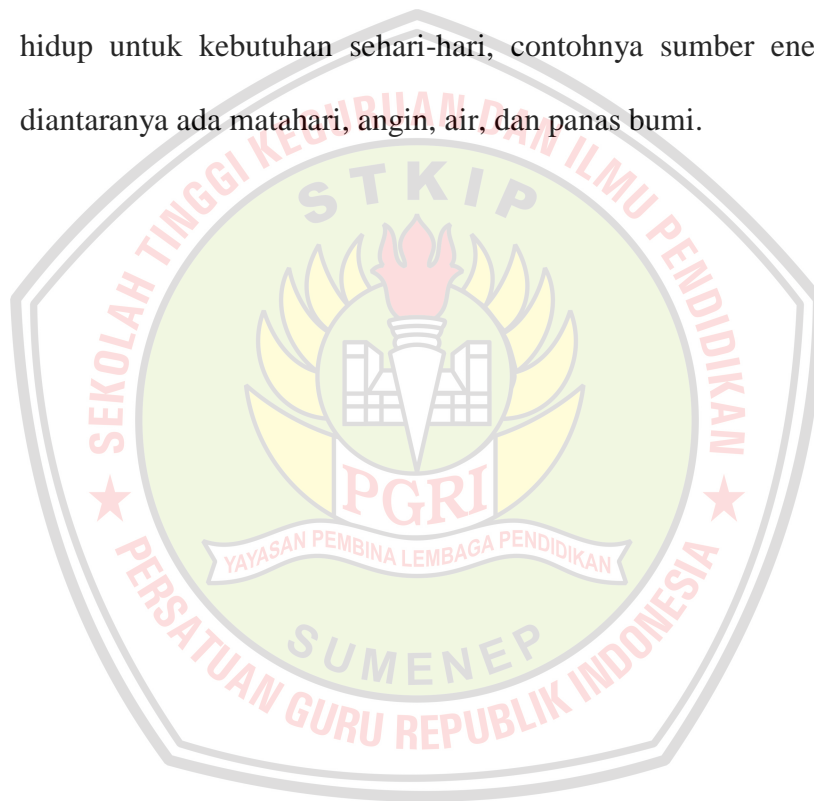 hidup untuk kebutuhan sehari-hari, contohnya sumber ene
diantaranya ada matahari, angin, air, dan panas bumi.
SEKOLAH TINGGI KEGURUAN DAN ILMU PENDIDIKAN
STKIP
PGRI
YAYASAN PEMBINA LEMBAGA PENDIDIKAN
SUMENEP
PERSATUAN GURU REPUBLIK INDONESIA